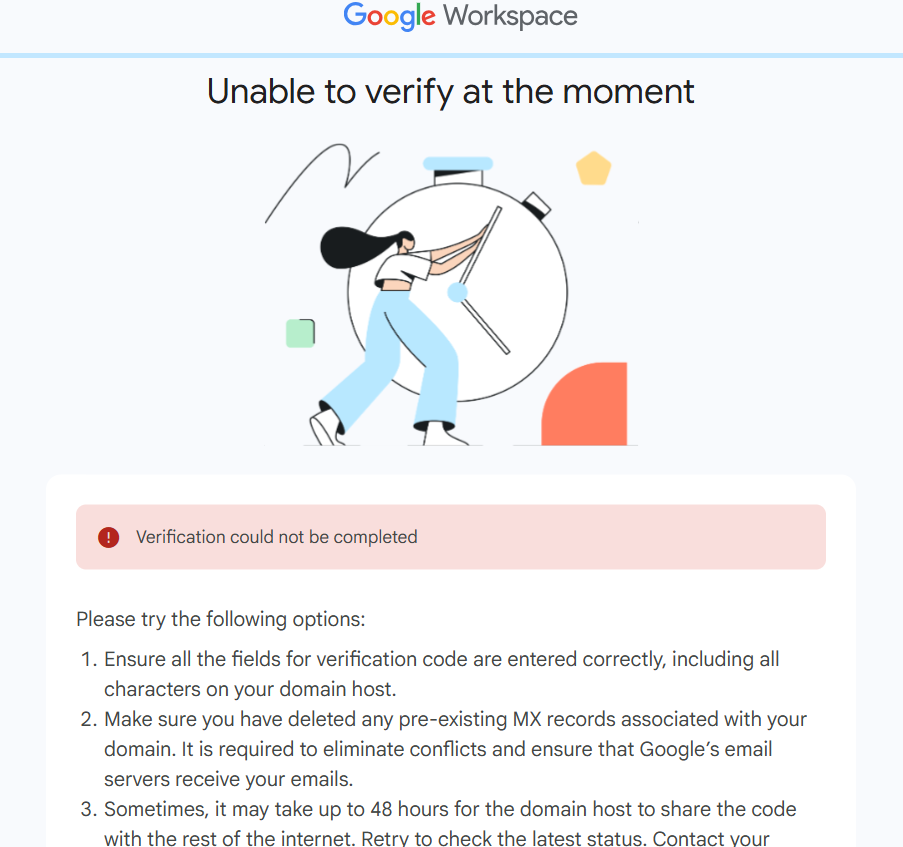 Google Workspace
Unable to verify at the moment
Verification could not be completed
Please try the following options:
1. Ensure all the fields for verification code are entered correctly, including all
characters on your domain host.
2. Make sure you have deleted any pre-existing MX records associated with your
domain. It is required to eliminate conflicts and ensure that Google's email
servers receive your emails.
3. Sometimes, it may take up to 48 hours for the domain host to share the code
with the rest of the internet. Retry to check the latest status. Contact your